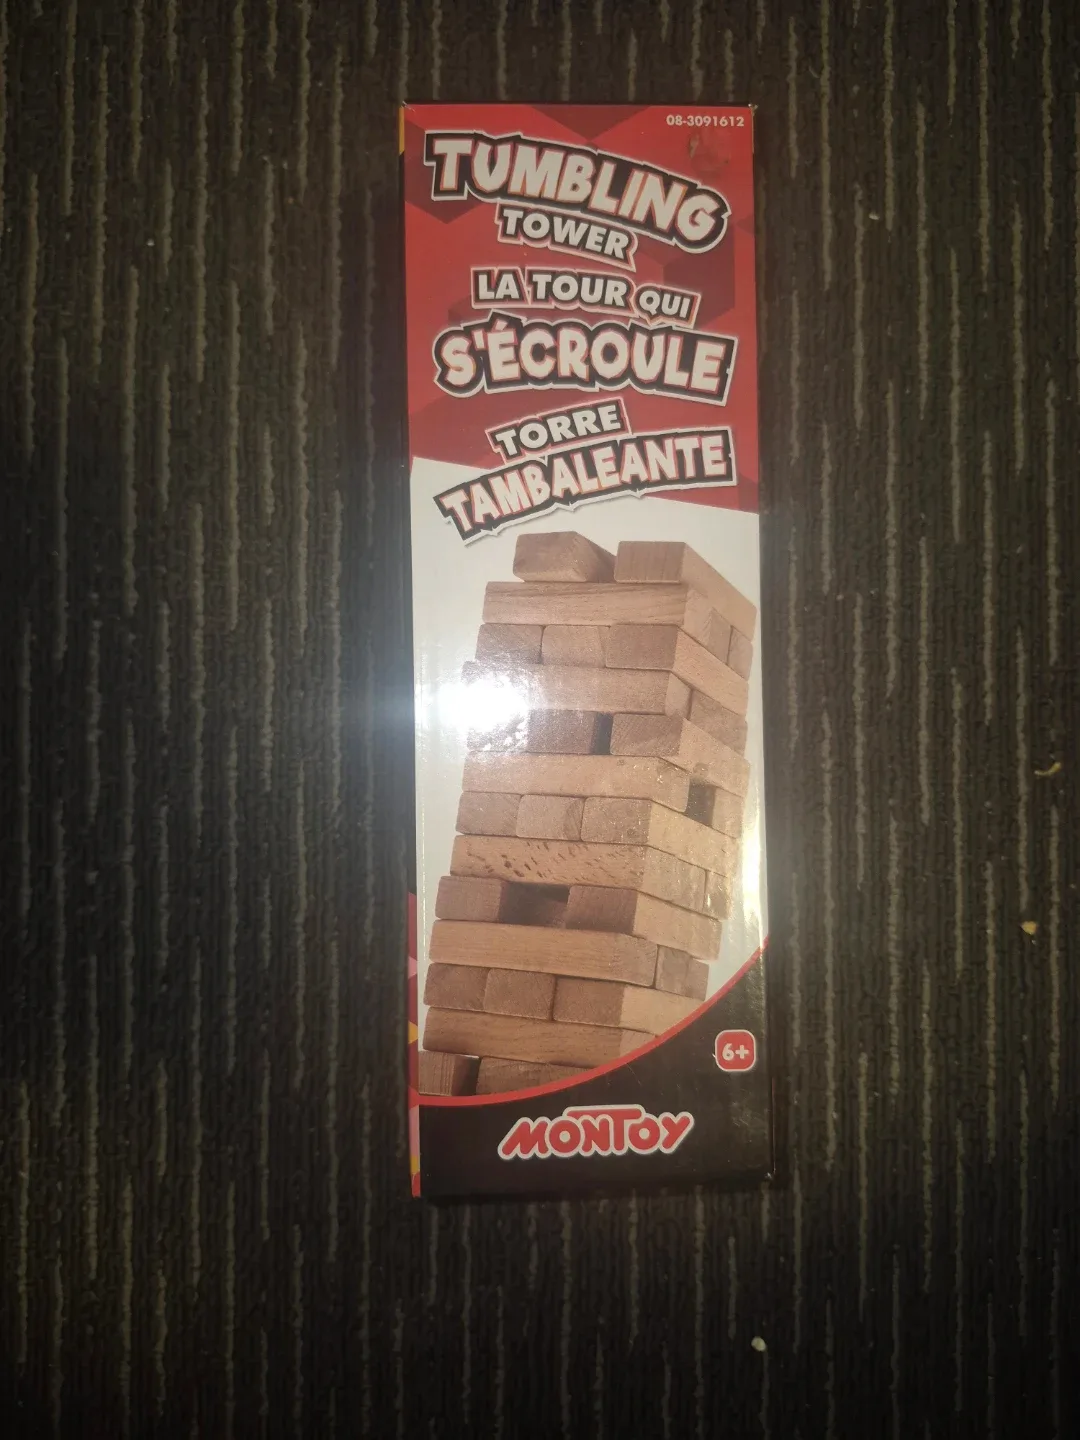 08-3091612
TUMBLING
TOWER
LA TOUR QUI
S'ÉCROULE
TORRE
TAMBALEANTE
6+
MONTOY